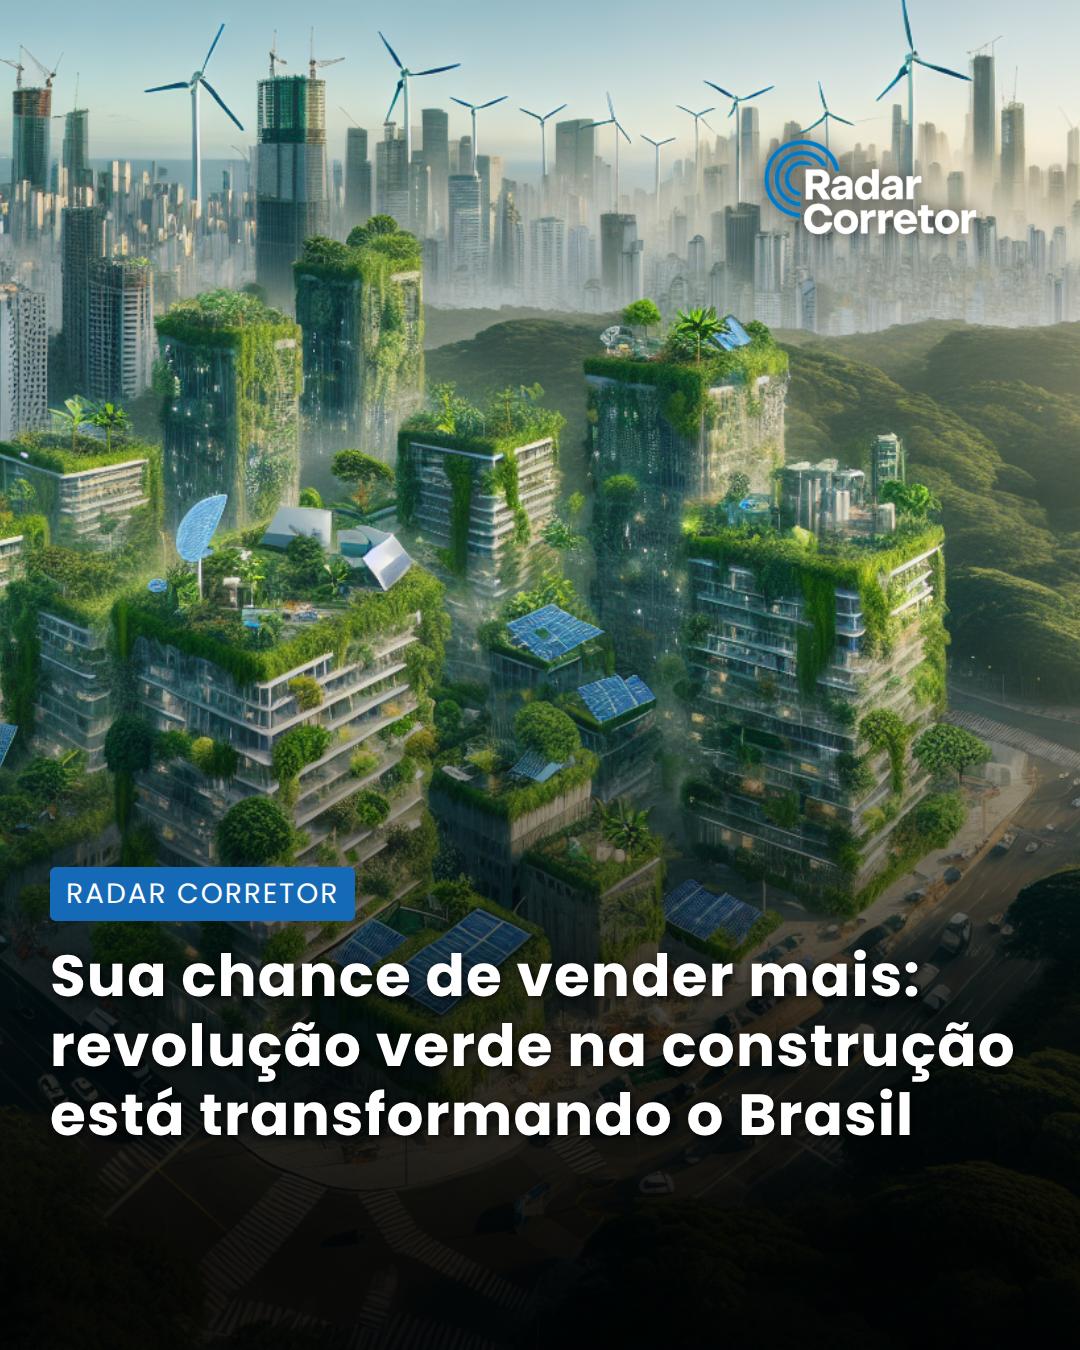 Radar
Corretor
RADAR CORRETOR
Sua chance de vender mais:
revolução verde na construção
está transformando o Brasil